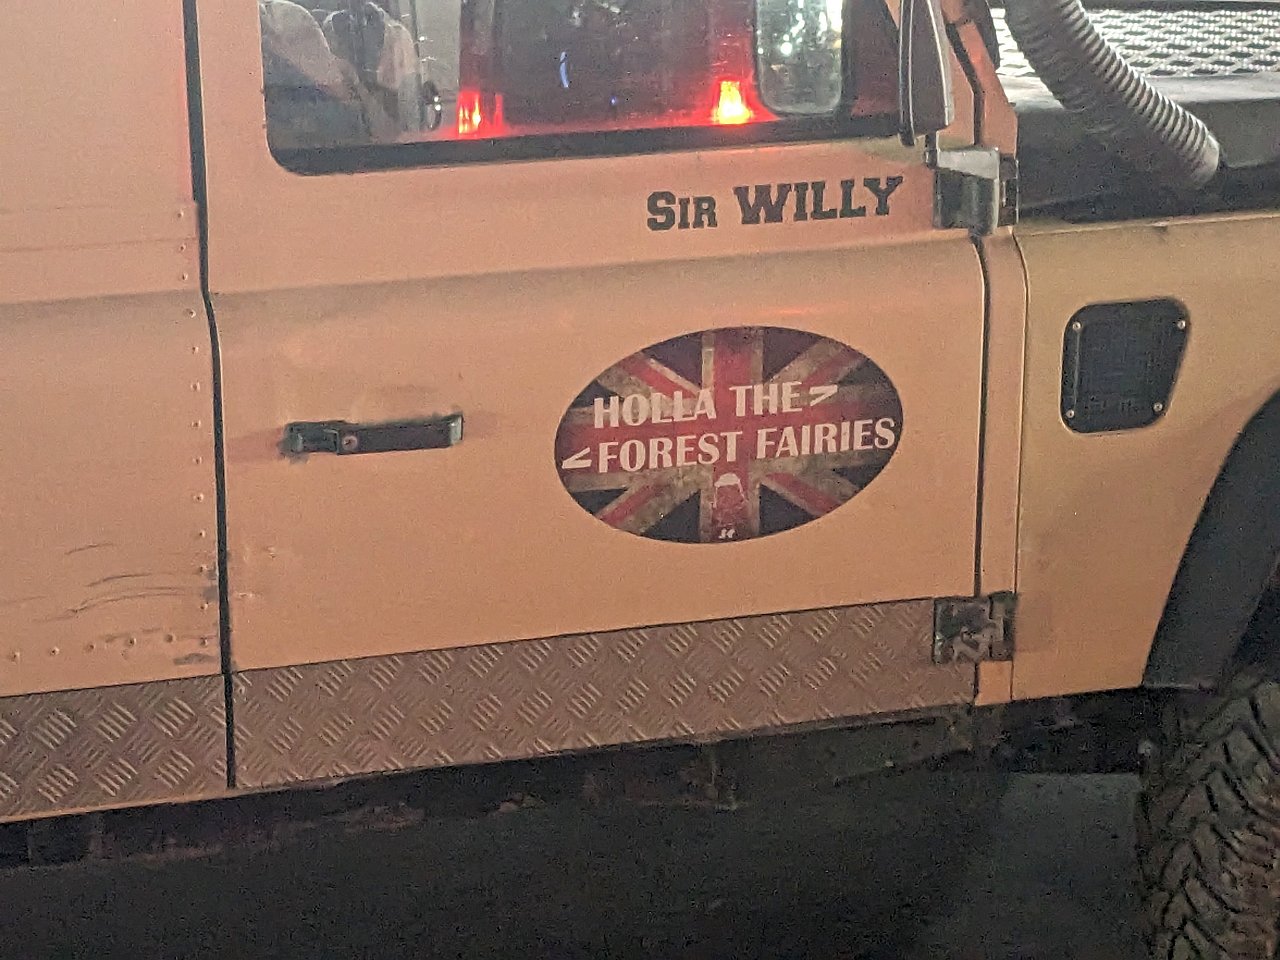 SIR WILLY
HOLLA THE >
< FOREST FAIRIES